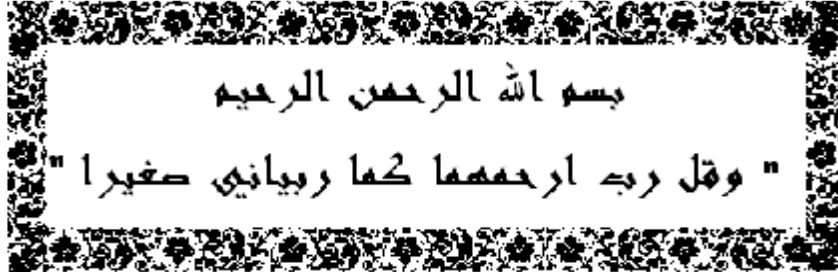 بسم الله الرحمن الرحيم
" وقل رب ارحمهما كما ربياني صغيرا "